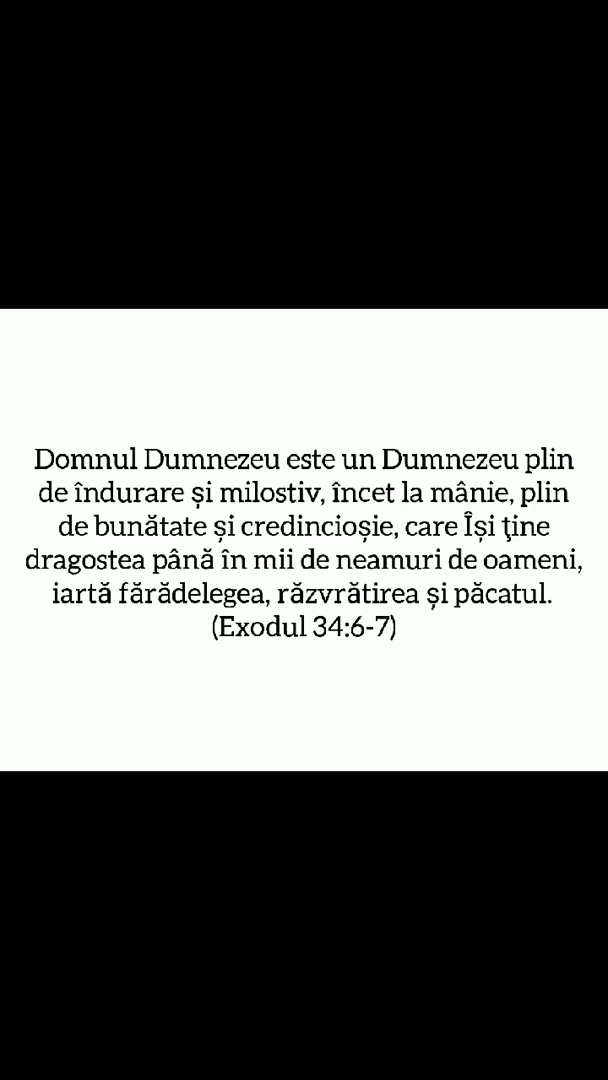 Domnul Dumnezeu este un Dumnezeu plin
de îndurare și milostiv, încet la mânie, plin
de bunătate și credincioșie, care Își ţine
dragostea până în mii de neamuri de oameni,
iartă fărădelegea, răzvrătirea și păcatul.
(Exodul 34:6-7)